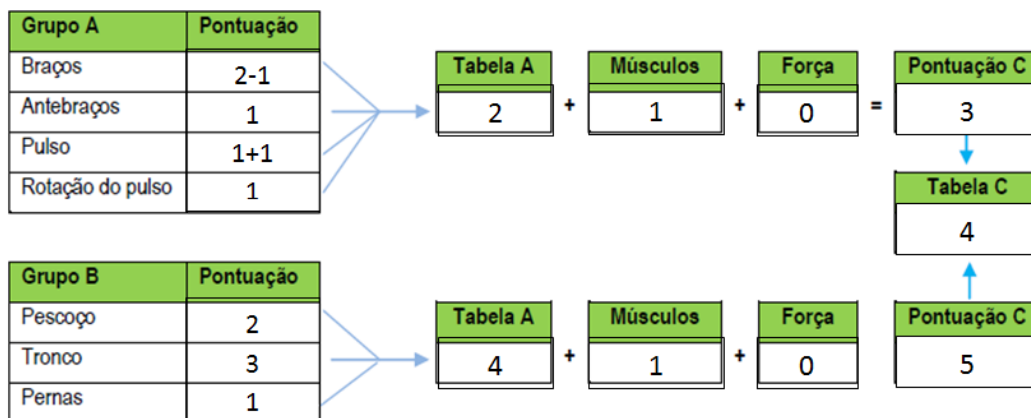 Grupo A Pontuação
Braços 2-1
Antebraços 1
Pulso 1+1
Rotação do pulso 1
Tabela A Músculos Força Pontuação C
2 + 1 + 0 = 3
Tabela C
4
Grupo B Pontuação
Pescoço 2
Tronco 3
Pernas 1
Tabela A Músculos Força Pontuação C
4 + 1 + 0 5